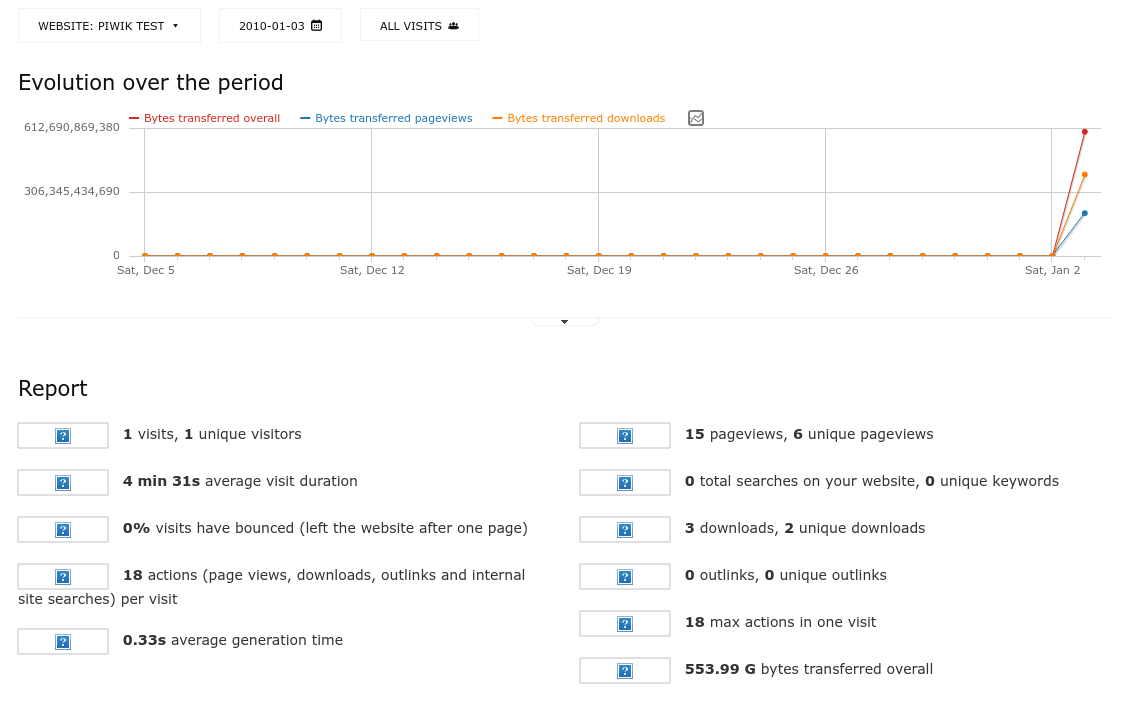 WEBSITE: PIWIK TEST
2010-01-03
ALL VISITS
Evolution over the period
Bytes transferred overall
Bytes transferred pageviews
Bytes transferred downloads
612,690,869,380
306,345,434,690
0
Sat, Dec 5
Sat, Dec 12
Sat, Dec 19
Sat, Dec 26
Sat, Jan 2
Report
? 1 visits, 1 unique visitors
? 4 min 31s average visit duration
? 0% visits have bounced (left the website after one page)
? 18 actions (page views, downloads, outlinks and internal
site searches) per visit
? 0.33s average generation time
? 15 pageviews, 6 unique pageviews
? 0 total searches on your website, 0 unique keywords
? 3 downloads, 2 unique downloads
? 0 outlinks, 0 unique outlinks
? 18 max actions in one visit
? 553.99 G bytes transferred overall